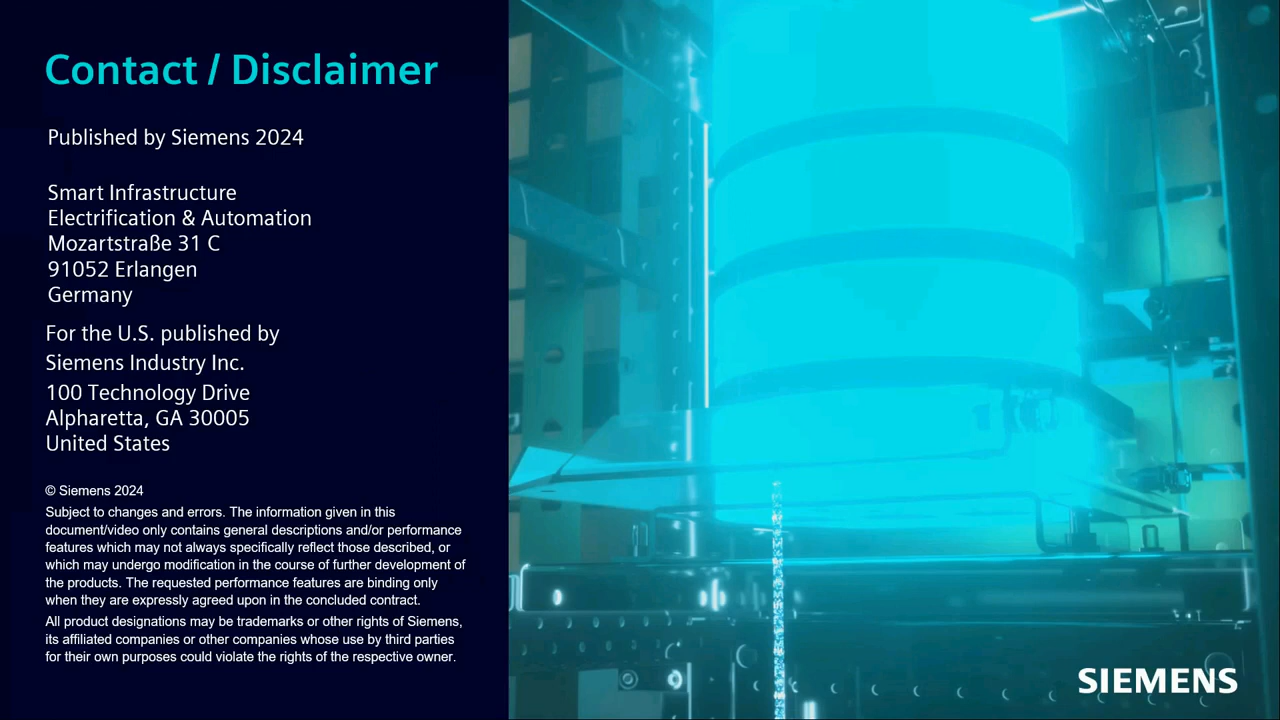 Contact / Disclaimer
Published by Siemens 2024
Smart Infrastructure
Electrification & Automation
Mozartstraße 31 C
91052 Erlangen
Germany
For the U.S. published by
Siemens Industry Inc.
100 Technology Drive
Alpharetta, GA 30005
United States
© Siemens 2024
Subject to changes and errors. The information given in this
document/video only contains general descriptions and/or performance
features which may not always specifically reflect those described, or
which may undergo modification in the course of further development of
the products. The requested performance features are binding only
when they are expressly agreed upon in the concluded contract.
All product designations may be trademarks or other rights of Siemens,
its affiliated companies or other companies whose use by third parties
for their own purposes could violate the rights of the respective owner.
SIEMENS